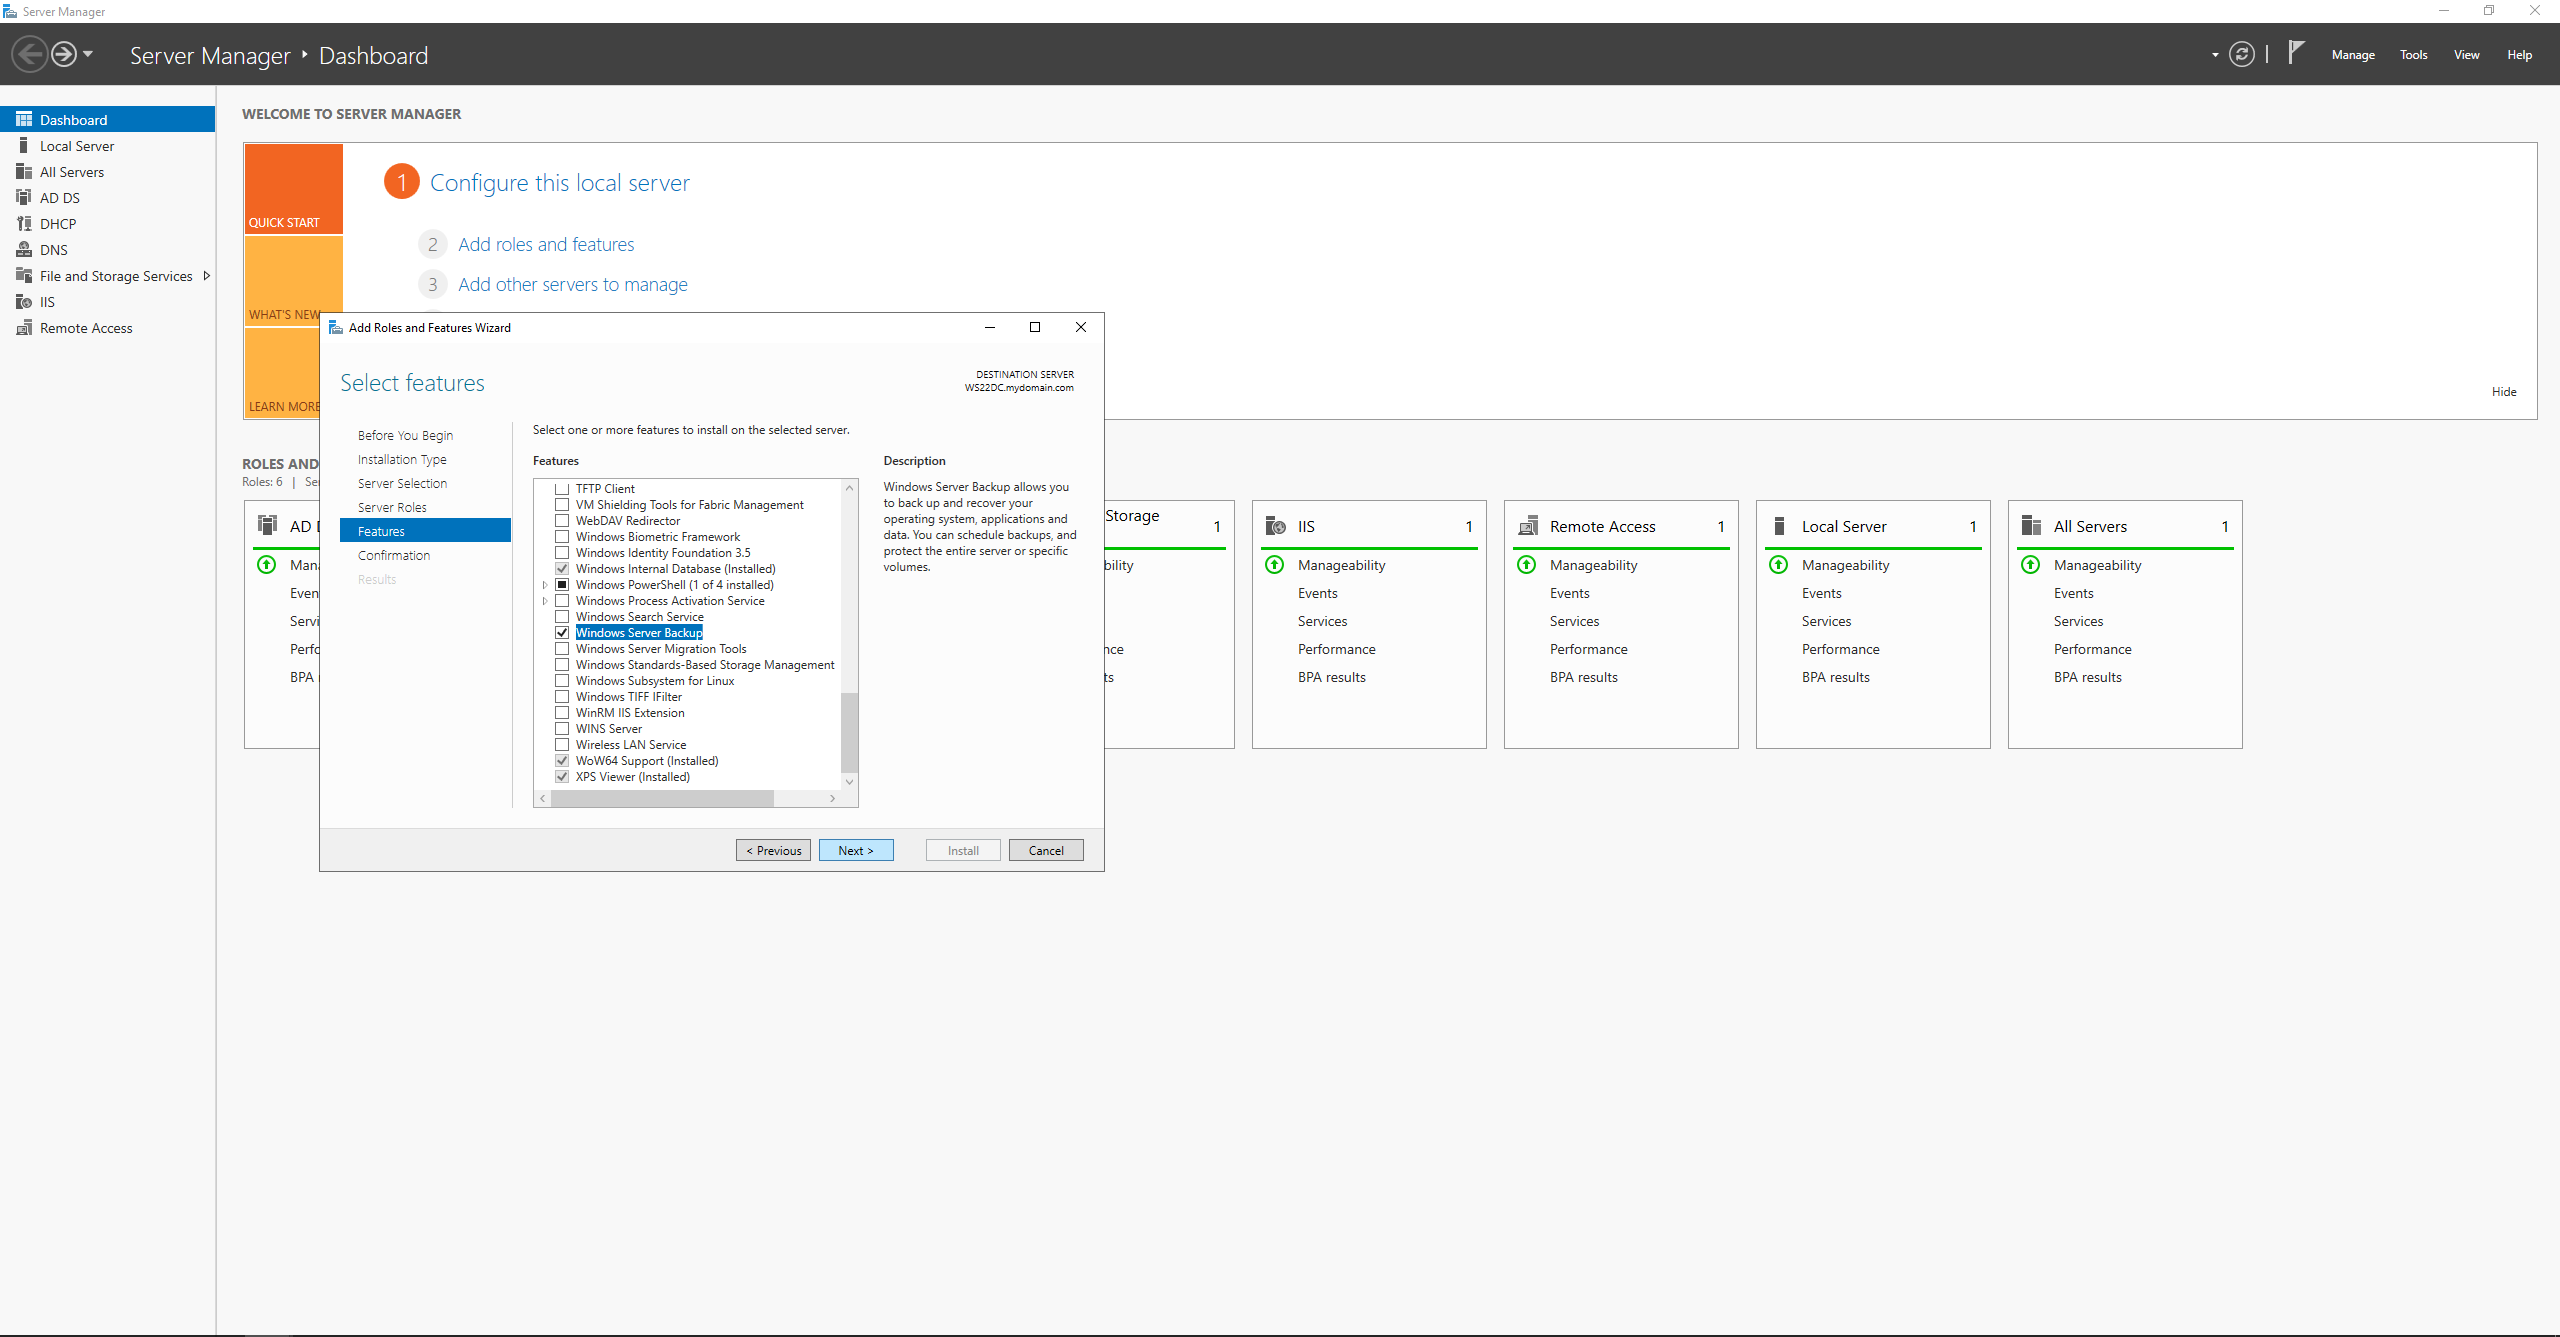 Server Manager
Server Manager ‣ Dashboard
Manage Tools View Help
Dashboard
Local Server
All Servers
AD DS
DHCP
DNS
File and Storage Services
IIS
Remote Access
WELCOME TO SERVER MANAGER
QUICK START
WHAT'S NEW
LEARN MORE
1 Configure this local server
2 Add roles and features
3 Add other servers to manage
Hide
ROLES AND
Roles: 6 |
Add Roles and Features Wizard
Select features
DESTINATION SERVER
WS22DC.mydomain.com
Before You Begin
Installation Type
Server Selection
Server Roles
Features
Confirmation
Results
Select one or more features to install on the selected server.
Features
TFTP Client
VM Shielding Tools for Fabric Management
WebDAV Redirector
Windows Biometric Framework
Windows Identity Foundation 3.5
Windows Internal Database (Installed)
Windows PowerShell (1 of 4 installed)
Windows Process Activation Service
Windows Search Service
Windows Server Backup
Windows Server Migration Tools
Windows Standards-Based Storage Management
Windows Subsystem for Linux
Windows TIFF IFilter
WinRM IIS Extension
WINS Server
Wireless LAN Service
WoW64 Support (Installed)
XPS Viewer (Installed)
Description
Windows Server Backup allows you
to back up and recover your
operating system, applications and
data. You can schedule backups, and
protect the entire server or specific
volumes.
< Previous
Next >
Install
Cancel
AD
BPA
Storage 1
IIS 1
Manageability
Events
Services
Performance
BPA results
Remote Access 1
Manageability
Events
Services
Performance
BPA results
Local Server 1
Manageability
Events
Services
Performance
BPA results
All Servers 1
Manageability
Events
Services
Performance
BPA results